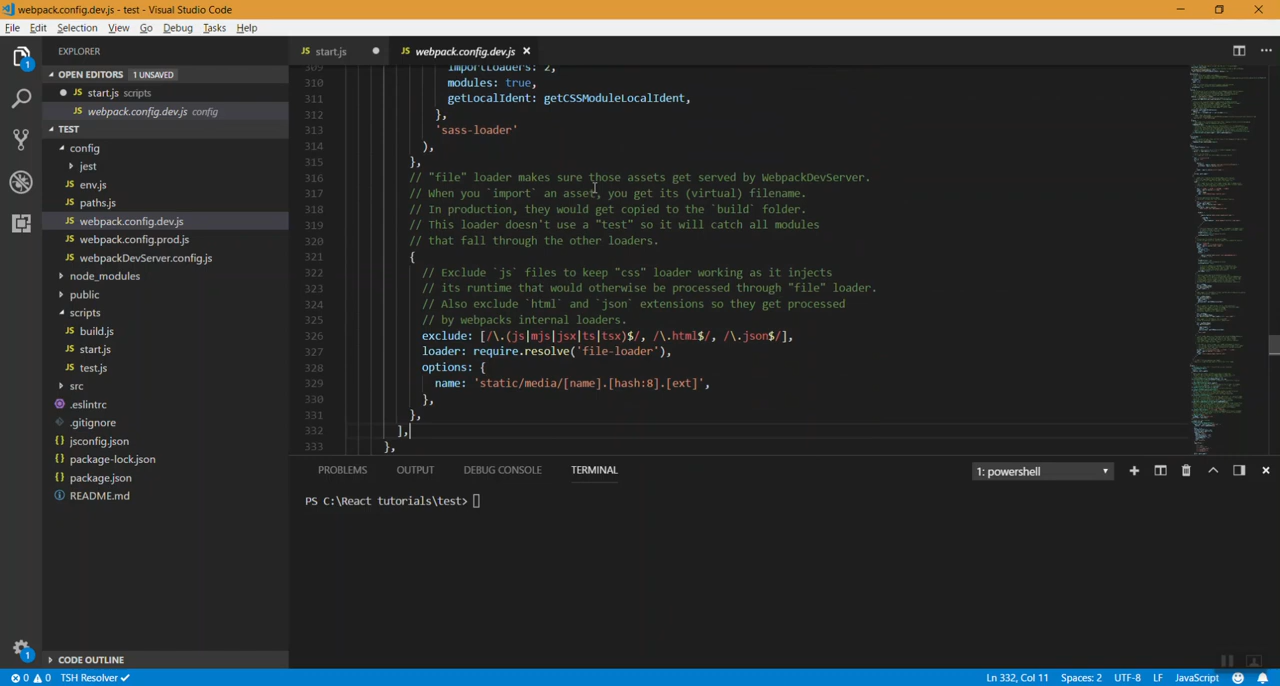 webpack.config.dev.js - test - Visual Studio Code
File Edit Selection View Go Debug Tasks Help
EXPLORER
OPEN EDITORS 1 UNSAVED
start.js scripts
webpack.config.dev.js config
TEST
config
jest
env.js
paths.js
webpack.config.dev.js
webpack.config.prod.js
webpackDevServer.config.js
node_modules
public
scripts
build.js
start.js
test.js
src
.eslintrc
.gitignore
jsconfig.json
package-lock.json
package.json
README.md
CODE OUTLINE
1
1
start.js
webpack.config.dev.js
309 importLoaders: 2,
310 modules: true,
311 getLocalIdent: getCSSModuleLocalIdent,
312 },
313 'sass-loader'
314 ),
315 },
316 // "file" loader makes sure those assets get served by WebpackDevServer.
317 // When you `import` an asset, you get its (virtual) filename.
318 // In production, they would get copied to the `build` folder.
319 // This loader doesn't use a "test" so it will catch all modules
320 // that fall through the other loaders.
321 {
322 // Exclude `js` files to keep "css" loader working as it injects
323 // its runtime that would otherwise be processed through "file" loader.
324 // Also exclude `html` and `json` extensions so they get processed
325 // by webpacks internal loaders.
326 exclude: [/\.(js|mjs|jsx|ts|tsx)$/, /\.html$/, /\.json$/],
327 loader: require.resolve('file-loader'),
328 options: {
329 name: 'static/media/[name].[hash:8].[ext]',
330 },
331 },
332 ],
333 },
PROBLEMS OUTPUT DEBUG CONSOLE TERMINAL
1: powershell
PS C:\React tutorials\test>
0 0 TSH Resolver
Ln 332, Col 11 Spaces: 2 UTF-8 LF JavaScript